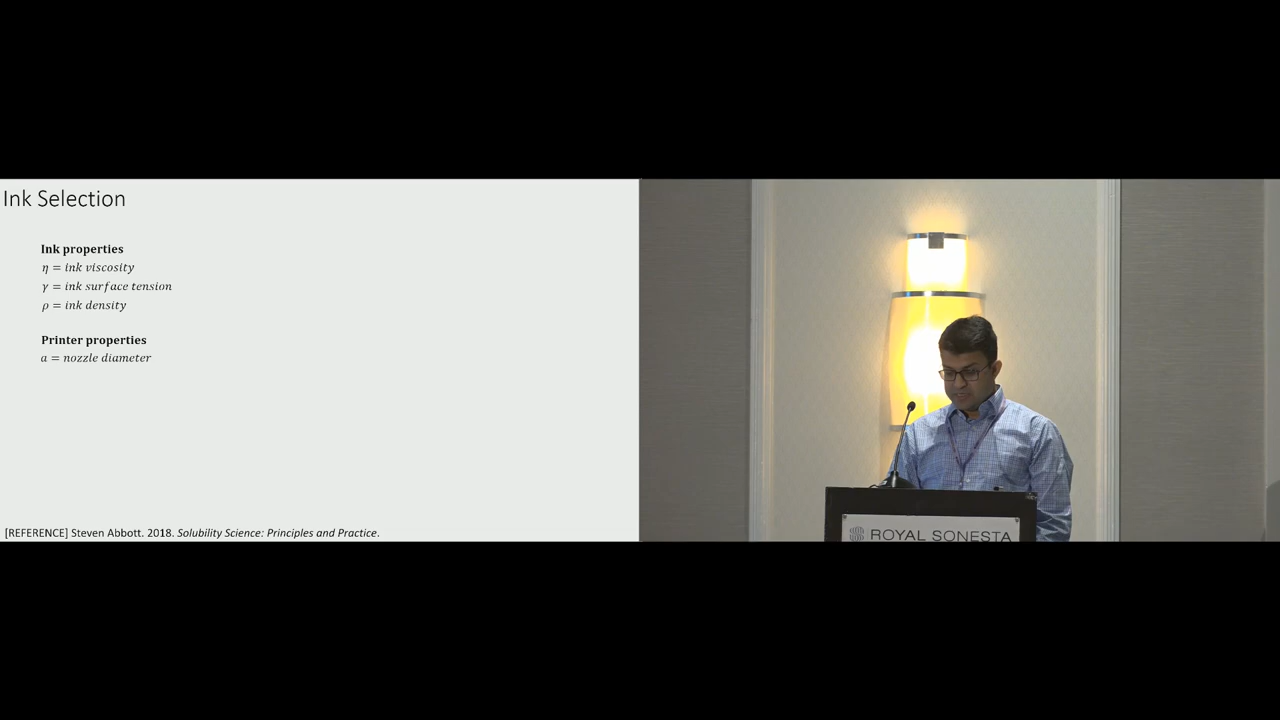 Ink Selection
Ink properties
η = ink viscosity
γ = ink surface tension
ρ = ink density
Printer properties
a = nozzle diameter
[REFERENCE] Steven Abbott. 2018. Solubility Science: Principles and Practice.
ROYAL SONESTA